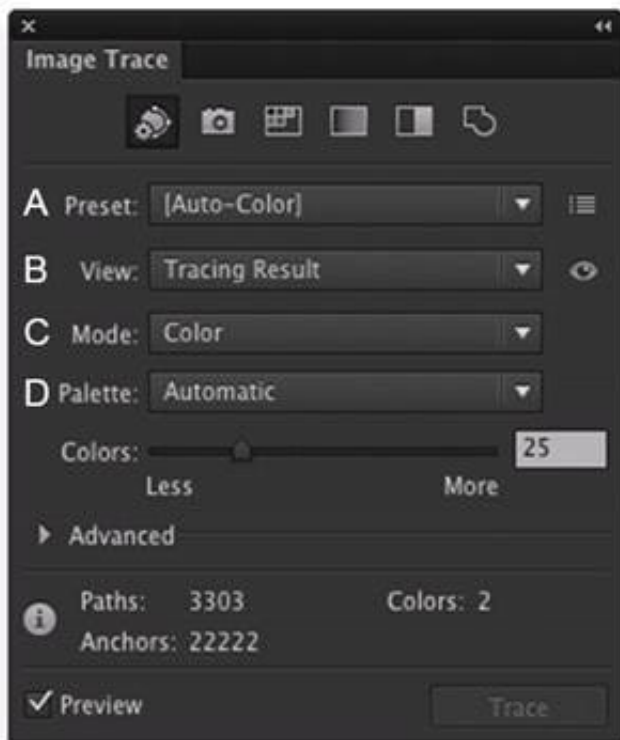 Image Trace
A Preset: [Auto-Color]
B View: Tracing Result
C Mode: Color
D Palette: Automatic
Colors: 25
Less More
Advanced
Paths: 3303 Colors: 2
Anchors: 22222
Preview Trace